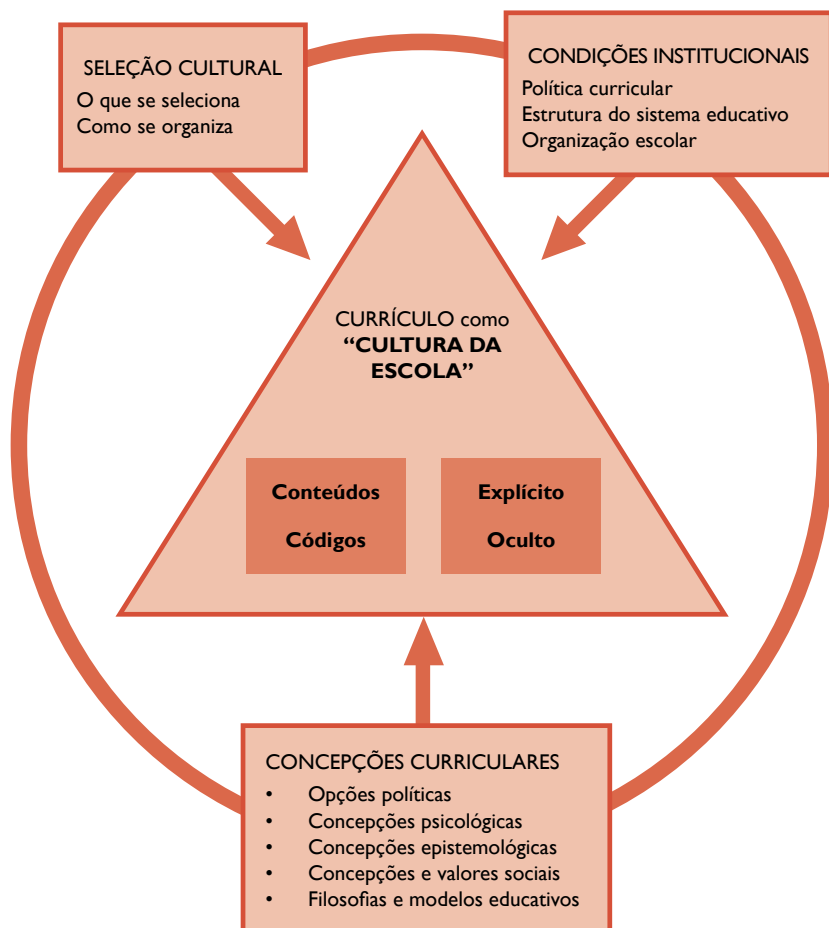 SELEÇÃO CULTURAL
O que se seleciona
Como se organiza
CONDIÇÕES INSTITUCIONAIS
Política curricular
Estrutura do sistema educativo
Organização escolar
CURRÍCULO como
“CULTURA DA
ESCOLA”
Conteúdos
Códigos
Explícito
Oculto
CONCEPÇÕES CURRICULARES
• Opções políticas
• Concepções psicológicas
• Concepções epistemológicas
• Concepções e valores sociais
• Filosofias e modelos educativos